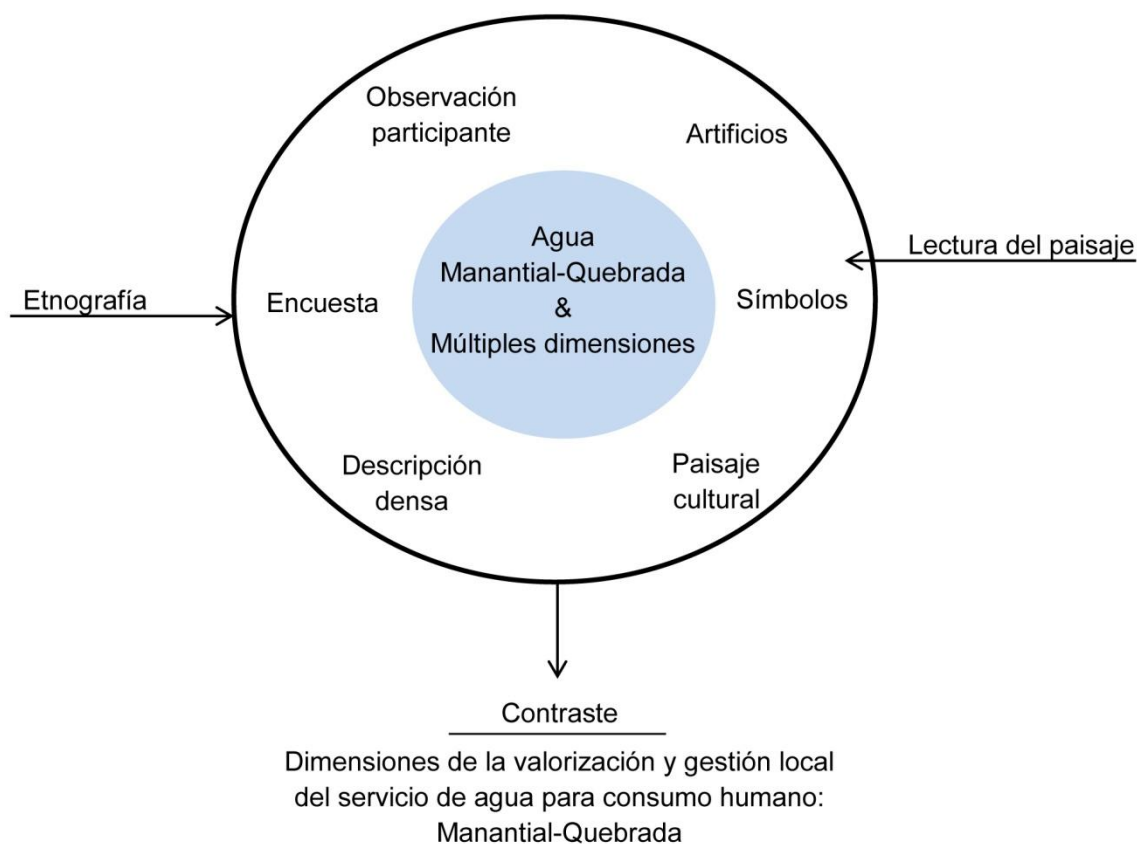 Observación
participante
Artificios
Agua
Manantial-Quebrada
&
Múltiples dimensiones
Lectura del paisaje
Etnografía
Encuesta
Símbolos
Descripción
densa
Paisaje
cultural
Contraste
Dimensiones de la valorización y gestión local
del servicio de agua para consumo humano:
Manantial-Quebrada